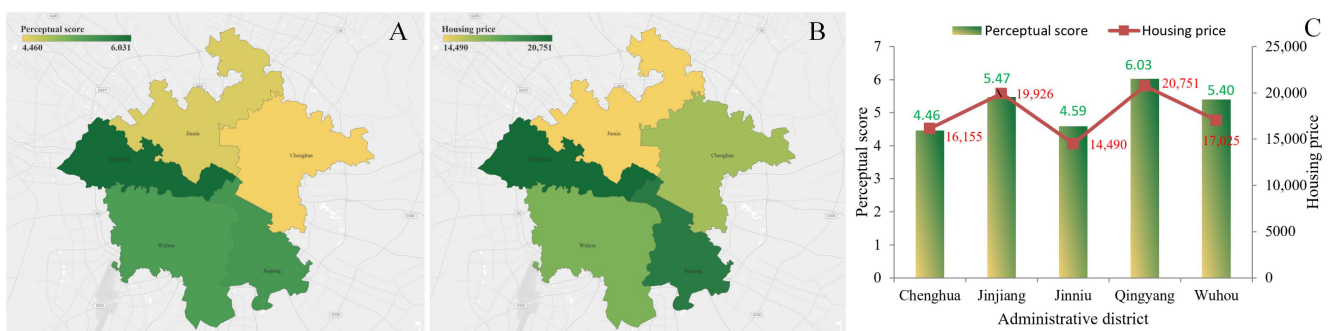 Perceptual score
4.460 6.031
A
Jinniu
Chenghua
Qingyang
Wuhou
Jinjiang
Housing price
14,490 20,751
B
Jinniu
Chenghua
Qingyang
Wuhou
Jinjiang
Perceptual score Housing price C
7 25,000
6 20,000
5 15,000
4 10,000
3 5000
2 0
1
0
Perceptual score
Housing price
4.46
5.47
4.59
6.03
5.40
16,155
19,926
14,490
20,751
17,025
Chenghua Jinjiang Jinniu Qingyang Wuhou
Administrative district